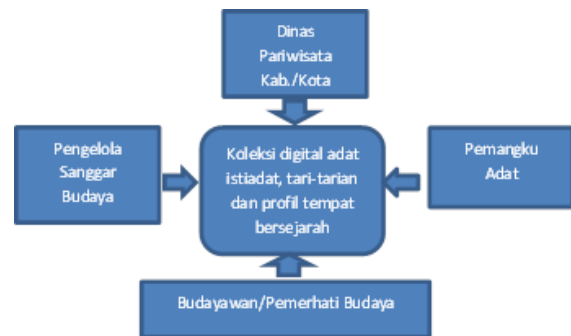 Dinas
Pariwisata
Kab./Kota
Pengelola
Sanggar
Budaya
Koleksi digital adat
istiadat, tari-tarian
dan profil tempat
bersejarah
Pemangku
Adat
Budayawan/Pemerhati Budaya